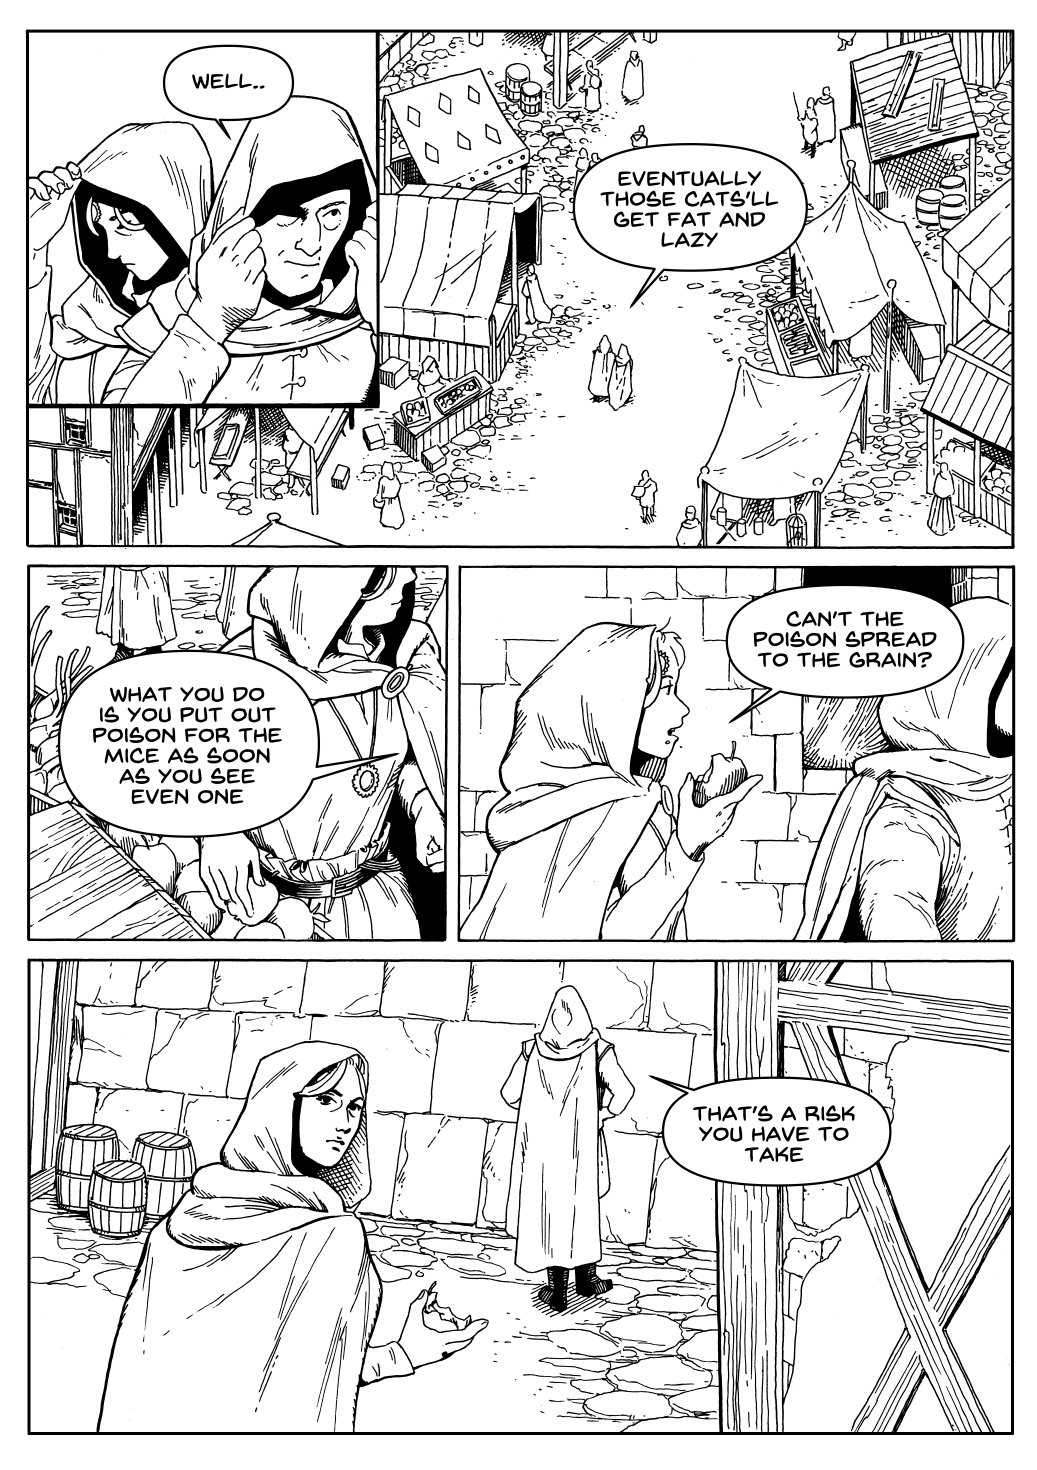 WELL..
EVENTUALLY
THOSE CATS'LL
GET FAT AND
LAZY
WHAT YOU DO
IS YOU PUT OUT
POISON FOR THE
MICE AS SOON
AS YOU SEE
EVEN ONE
CAN'T THE
POISON SPREAD
TO THE GRAIN?
THAT'S A RISK
YOU HAVE TO
TAKE